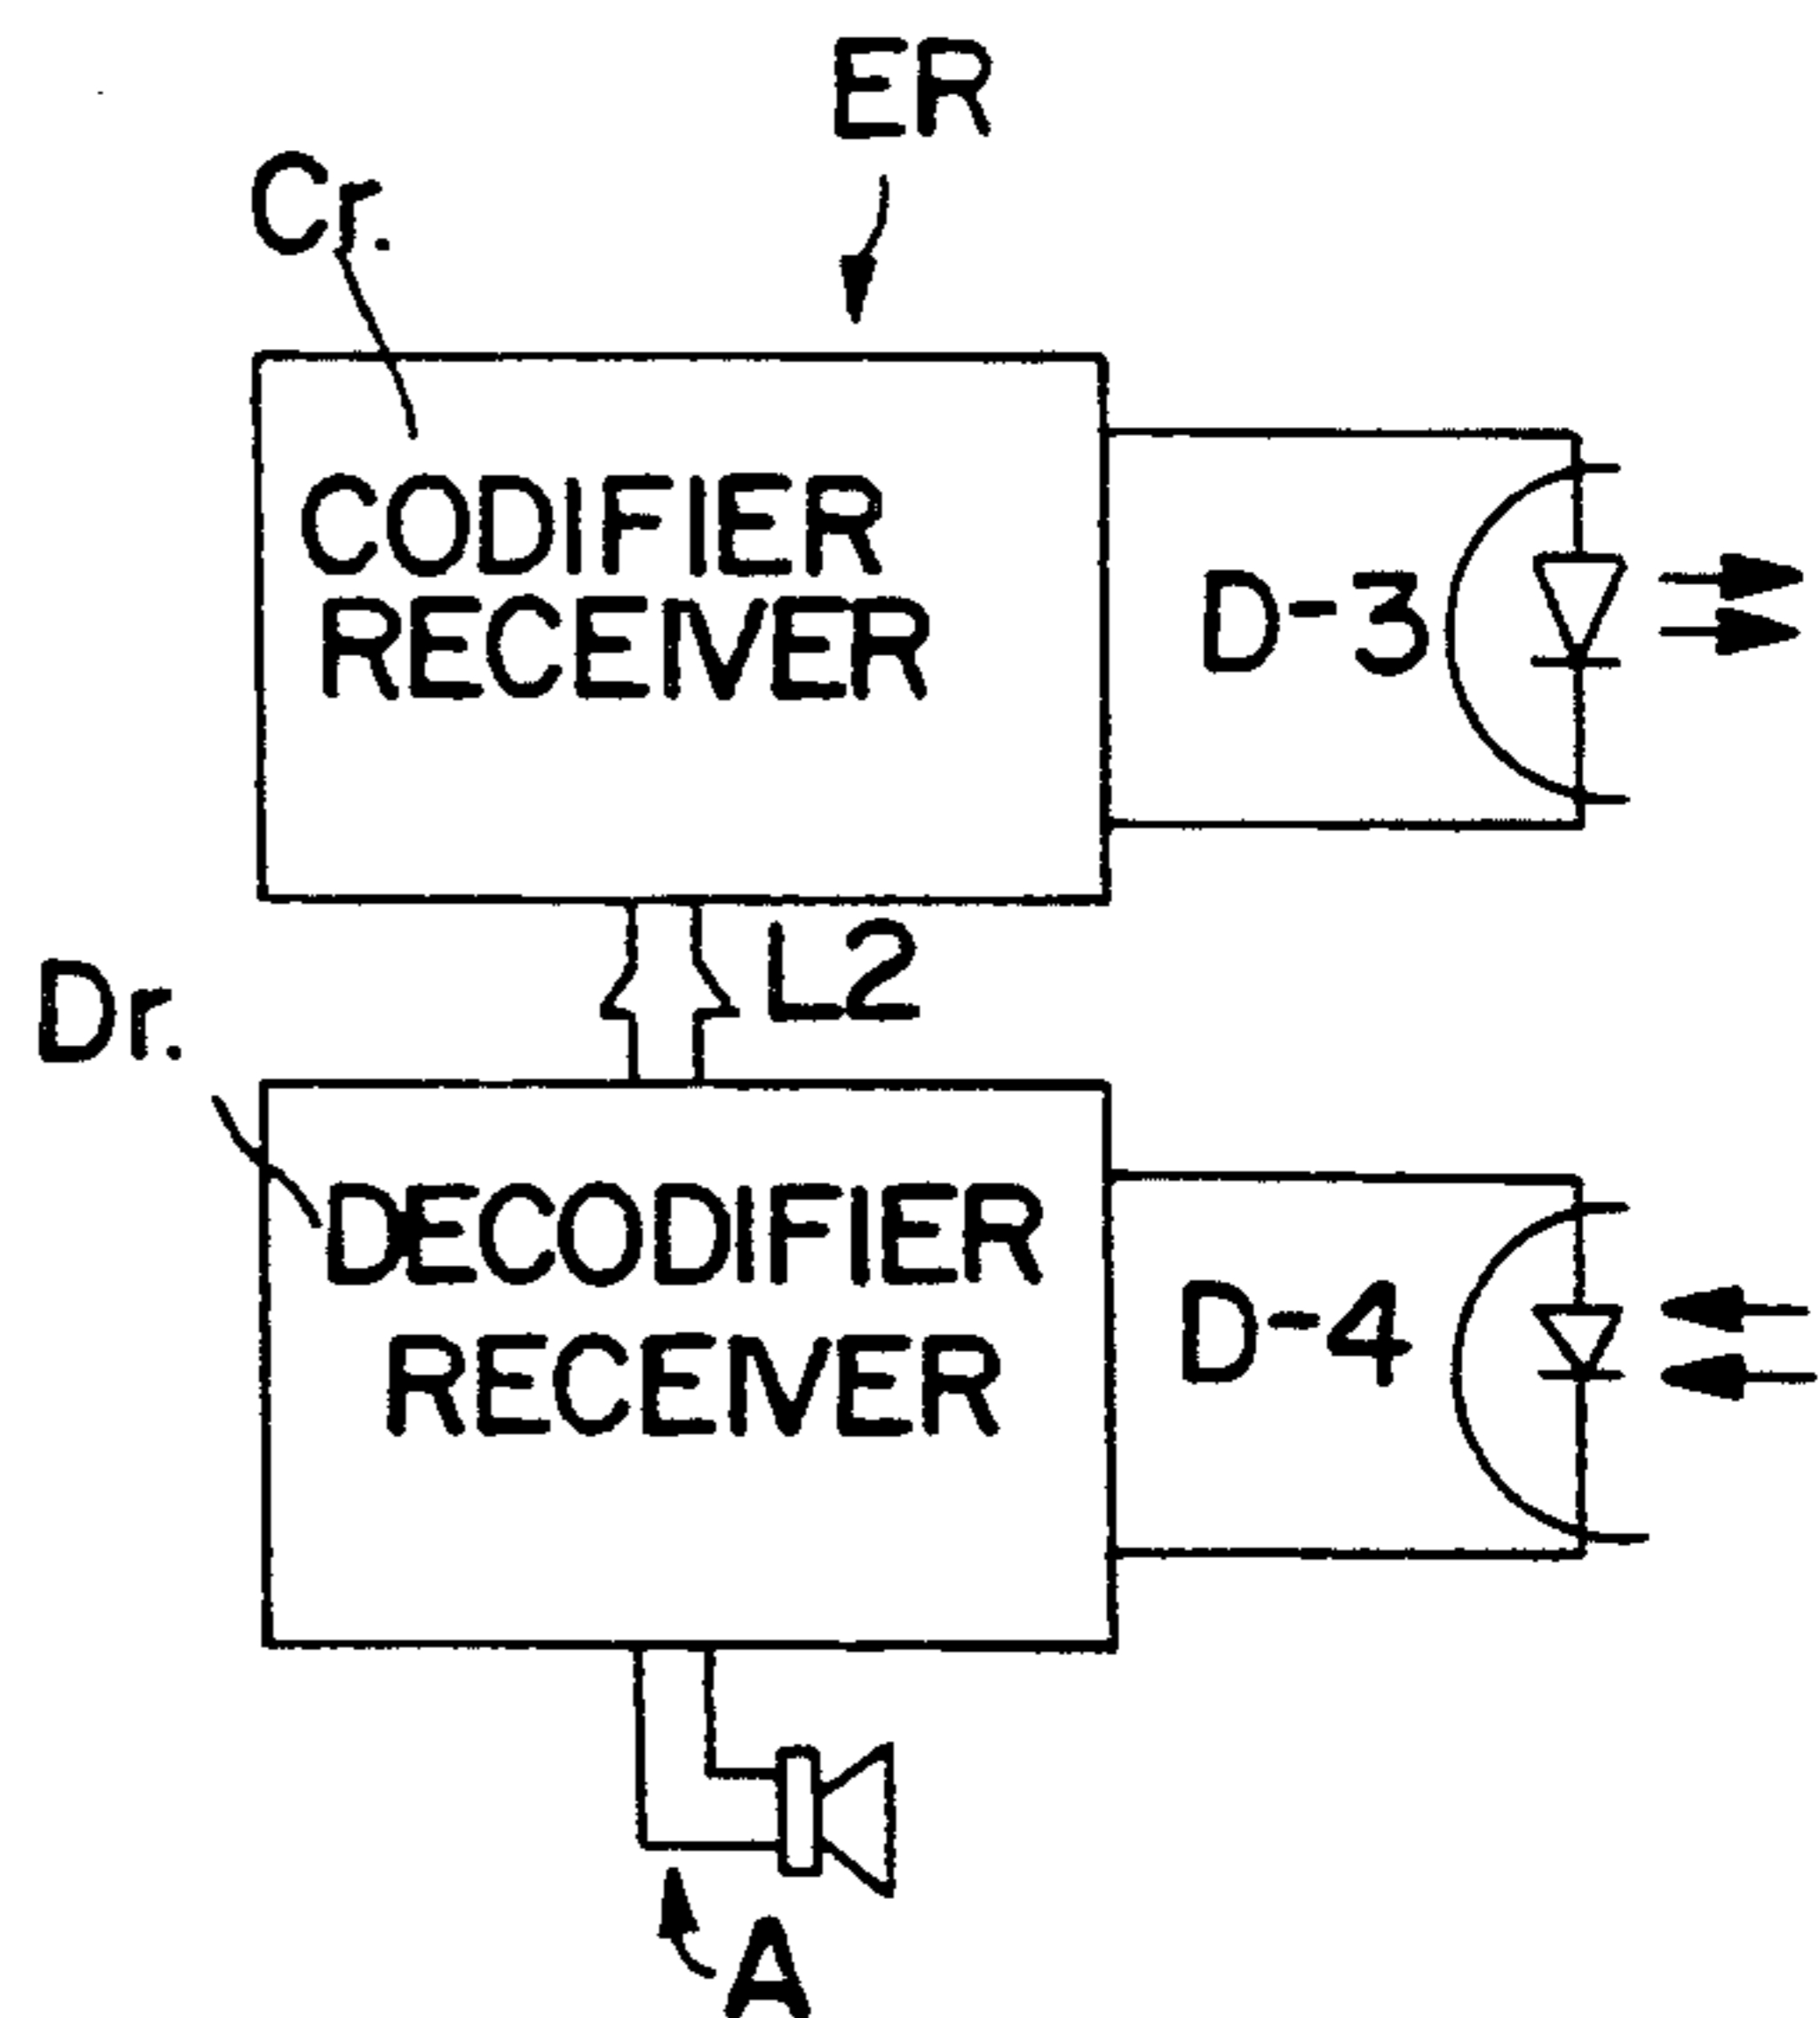 ER
Cr.
CODIFIER
RECEIVER
D-3
L2
Dr.
DECODIFIER
RECEIVER
D-4
A